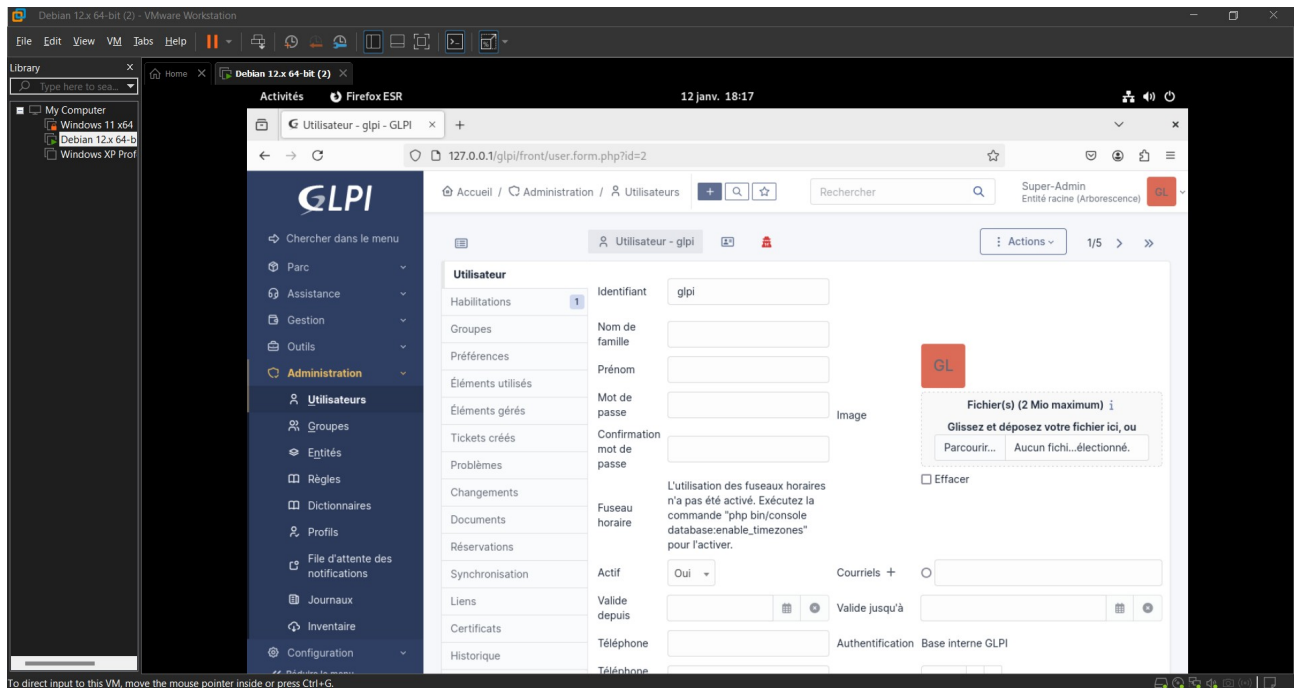 Debian 12.x 64-bit (2) - VMware Workstation
File Edit View VM Tabs Help
Library
Type here to sea...
My Computer
Windows 11 x64
Debian 12.x 64-b
Windows XP Prof
Home
Debian 12.x 64-bit (2)
Activités Firefox ESR 12 janv. 18:17
Utilisateur - glpi - GLPI
127.0.0.1/glpi/front/user.form.php?id=2
GLPI
Chercher dans le menu
Parc
Assistance
Gestion
Outils
Administration
Utilisateurs
Groupes
Entités
Règles
Dictionnaires
Profils
File d'attente des
notifications
Journaux
Inventaire
Configuration
Réduire le menu
Accueil / Administration / Utilisateurs
Rechercher
Super-Admin
Entité racine (Arborescence)
GL
Utilisateur - glpi
Actions
1/5
Utilisateur
Habilitations 1
Groupes
Préférences
Éléments utilisés
Éléments gérés
Tickets créés
Problèmes
Changements
Documents
Réservations
Synchronisation
Liens
Certificats
Historique
Identifiant glpi
Nom de
famille
Prénom
Mot de
passe
Confirmation
mot de
passe
Fuseau
horaire
L'utilisation des fuseaux horaires
n'a pas été activé. Exécutez la
commande "php bin/console
database:enable_timezones"
pour l'activer.
Image
GL
Fichier(s) (2 Mio maximum)
Glissez et déposez votre fichier ici, ou
Parcourir... Aucun fichi...électionné.
Effacer
Actif Oui
Courriels +
Valide
depuis
Valide jusqu'à
Téléphone
Authentification Base interne GLPI
Téléphone
To direct input to this VM, move the mouse pointer inside or press Ctrl+G.